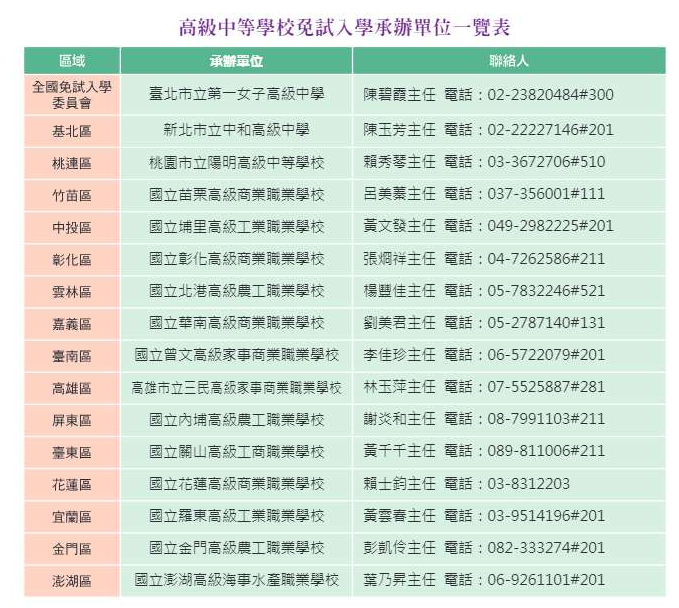 高級中等學校免試入學承辦單位一覽表
區域 承辦單位 聯絡人
全國免試入學
委員會 臺北市立第一女子高級中學 陳碧霞主任 電話：02-23820484#300
基北區 新北市立中和高級中學 陳玉芳主任 電話：02-22227146#201
桃連區 桃園市立陽明高級中等學校 賴秀琴主任 電話：03-3672706#510
竹苗區 國立苗栗高級商業職業學校 呂美蓁主任 電話：037-356001#111
中投區 國立埔里高級工業職業學校 黃文發主任 電話：049-2982225#201
彰化區 國立彰化高級商業職業學校 張烱祥主任 電話：04-7262586#211
雲林區 國立北港高級農工職業學校 楊豐佳主任 電話：05-7832246#521
嘉義區 國立華南高級商業職業學校 劉美君主任 電話：05-2787140#131
臺南區 國立曾文高級家事商業職業學校 李佳珍主任 電話：06-5722079#201
高雄區 高雄市立三民高級家事商業職業學校 林玉萍主任 電話：07-5525887#281
屏東區 國立內埔高級農工職業學校 謝炎和主任 電話：08-7991103#211
臺東區 國立關山高級工商職業學校 黃千千主任 電話：089-811006#211
花蓮區 國立花蓮高級商業職業學校 賴士鈞主任 電話：03-8312203
宜蘭區 國立羅東高級工業職業學校 黃雲春主任 電話：03-9514196#201
金門區 國立金門高級農工職業學校 彭凱伶主任 電話：082-333274#201
澎湖區 國立澎湖高級海事水產職業學校 葉乃昇主任 電話：06-9261101#201